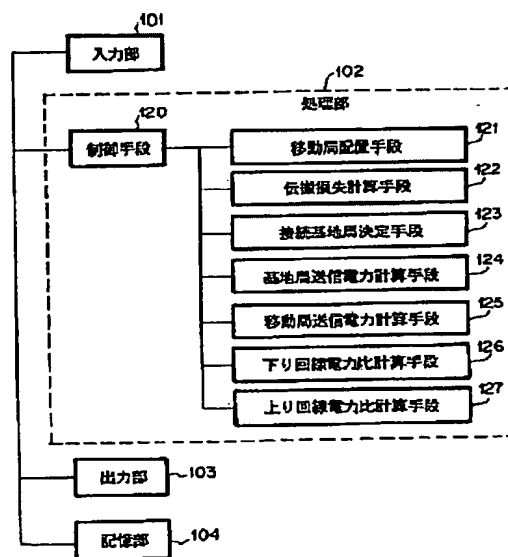 101
入力部
102
処理部
120
制御手段
121
移動局配置手段
122
伝搬損失計算手段
123
接続基地局決定手段
124
基地局送信電力計算手段
125
移動局送信電力計算手段
126
下り回線電力比計算手段
127
上り回線電力比計算手段
出力部
103
記憶部
104